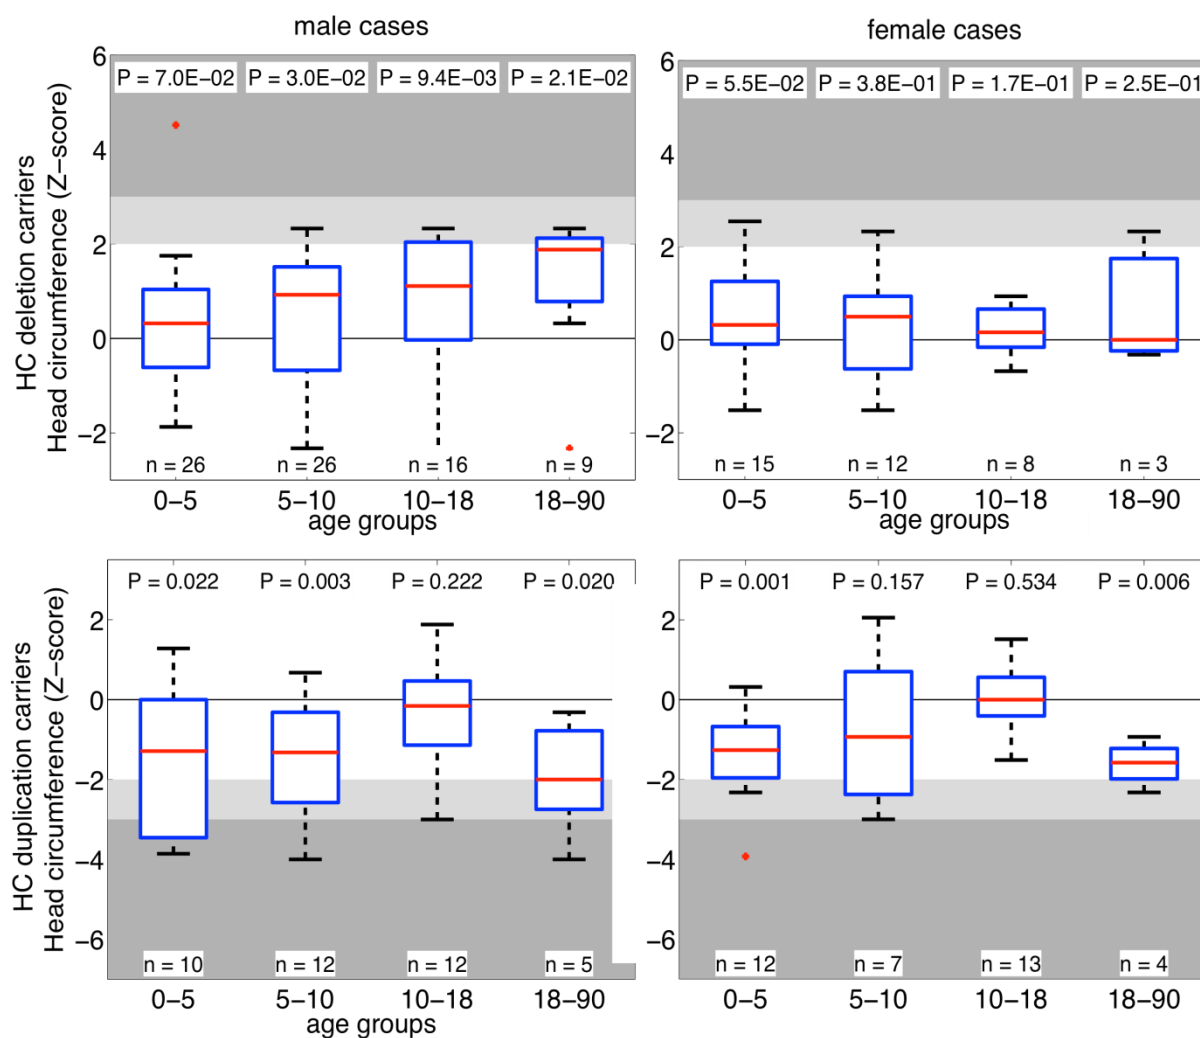 male cases
female cases
HC deletion carriers
Head circumference (Z−score)
6
4
2
0
−2
P = 7.0E−02
P = 3.0E−02
P = 9.4E−03
P = 2.1E−02
n = 26
n = 26
n = 16
n = 9
0−5
5−10
10−18
18−90
age groups
6
4
2
0
−2
P = 5.5E−02
P = 3.8E−01
P = 1.7E−01
P = 2.5E−01
n = 15
n = 12
n = 8
n = 3
0−5
5−10
10−18
18−90
age groups
HC duplication carriers
Head circumference (Z−score)
2
0
−2
−4
−6
P = 0.022
P = 0.003
P = 0.222
P = 0.020
n = 10
n = 12
n = 12
n = 5
0−5
5−10
10−18
18−90
age groups
2
0
−2
−4
−6
P = 0.001
P = 0.157
P = 0.534
P = 0.006
n = 12
n = 7
n = 13
n = 4
0−5
5−10
10−18
18−90
age groups